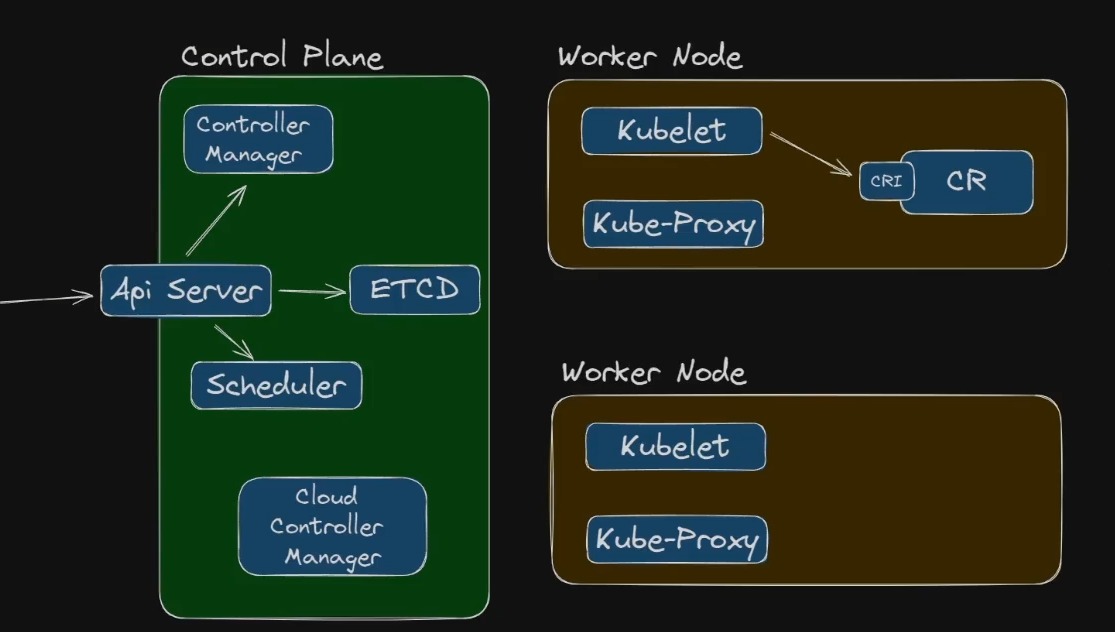 Control Plane
Controller
Manager
Api Server
ETCD
Scheduler
Cloud
Controller
Manager
Worker Node
Kubelet
CRI
CR
Kube-Proxy
Worker Node
Kubelet
Kube-Proxy